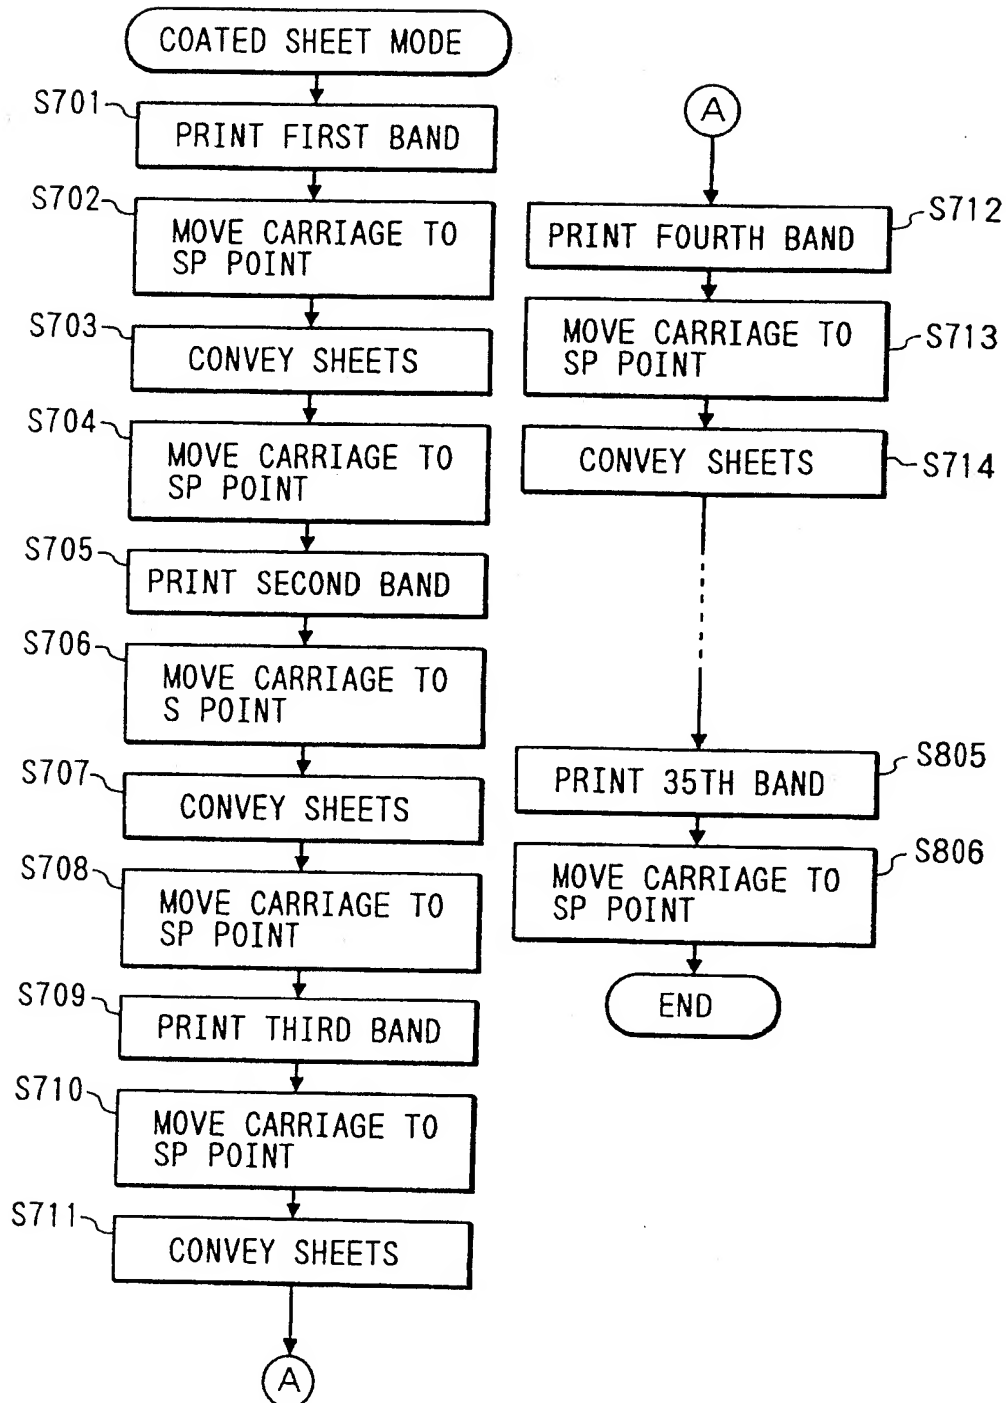 COATED SHEET MODE
S701
PRINT FIRST BAND
S702
MOVE CARRIAGE TO
SP POINT
S703
CONVEY SHEETS
S704
MOVE CARRIAGE TO
SP POINT
S705
PRINT SECOND BAND
S706
MOVE CARRIAGE TO
S POINT
S707
CONVEY SHEETS
S708
MOVE CARRIAGE TO
SP POINT
S709
PRINT THIRD BAND
S710
MOVE CARRIAGE TO
SP POINT
S711
CONVEY SHEETS
A
A
S712
PRINT FOURTH BAND
MOVE CARRIAGE TO
SP POINT
S713
CONVEY SHEETS
S714
S805
PRINT 35TH BAND
S806
MOVE CARRIAGE TO
SP POINT
END